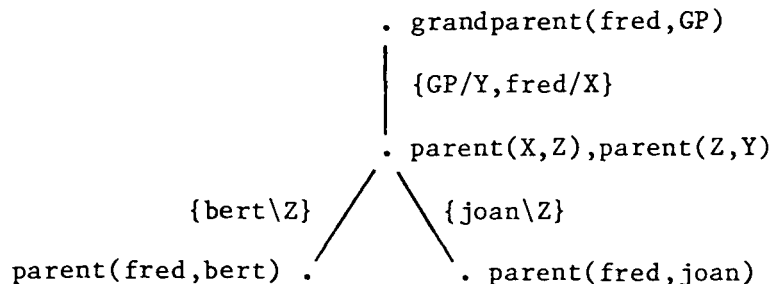 . grandparent(fred,GP)
{GP/Y,fred/X}
. parent(X,Z),parent(Z,Y)
{bert\Z} {joan\Z}
parent(fred,bert) . . parent(fred,joan)